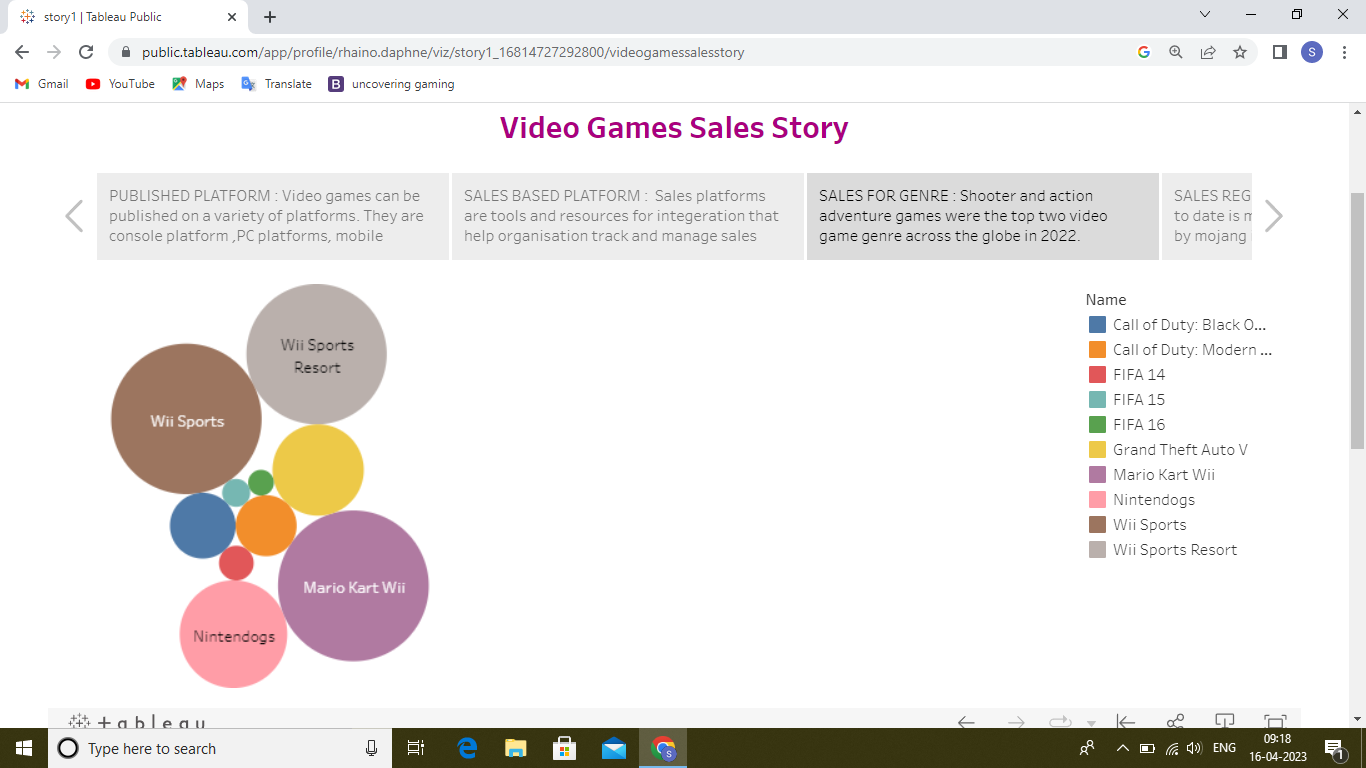 story1 | Tableau Public
public.tableau.com/app/profile/rhaino.daphne/viz/story1_16814727292800/videogamessalesstory
S
Gmail
YouTube
Maps
Translate
B
uncovering gaming
Video Games Sales Story
PUBLISHED PLATFORM : Video games can be
published on a variety of platforms. They are
console platform ,PC platforms, mobile
SALES BASED PLATFORM :  Sales platforms
are tools and resources for integeration that
help organisation track and manage sales
SALES FOR GENRE : Shooter and action
adventure games were the top two video
game genre across the globe in 2022.
SALES REG
to date is m
by mojang
Wii Sports
Resort
Wii Sports
Mario Kart Wii
Nintendogs
Name
Call of Duty: Black O...
Call of Duty: Modern ...
FIFA 14
FIFA 15
FIFA 16
Grand Theft Auto V
Mario Kart Wii
Nintendogs
Wii Sports
Wii Sports Resort
+ a b l e a u
Type here to search
S
ENG
09:18
16-04-2023
1